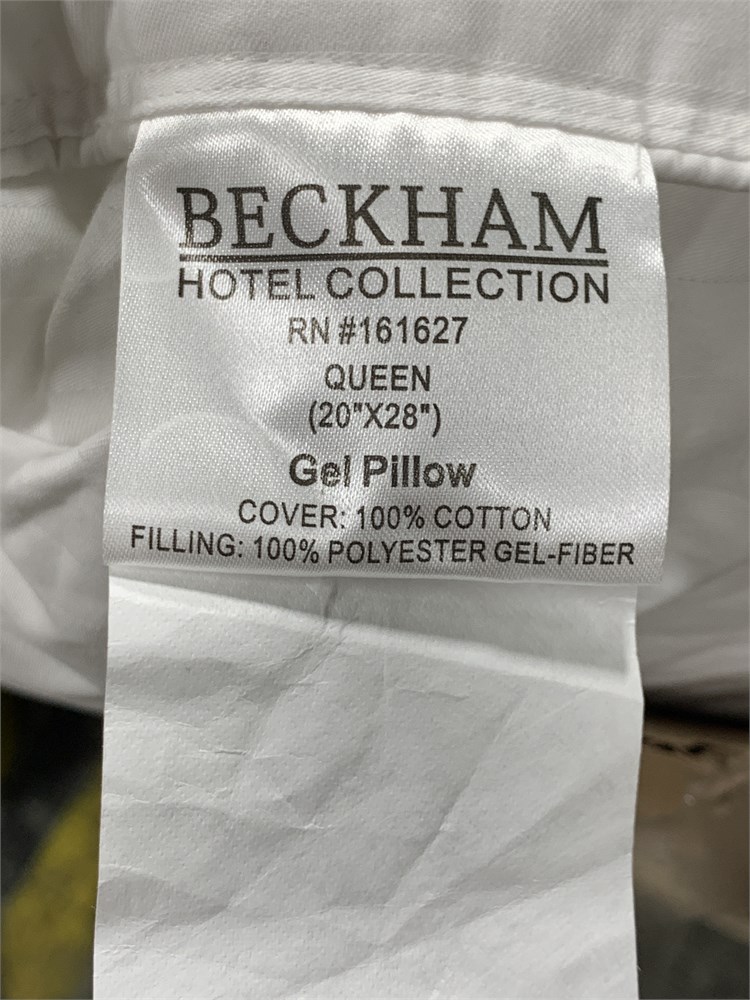 BECKHAM
HOTEL COLLECTION
RN #161627
QUEEN
(20"X28")
Gel Pillow
COVER: 100% COTTON
FILLING: 100% POLYESTER GEL-FIBER